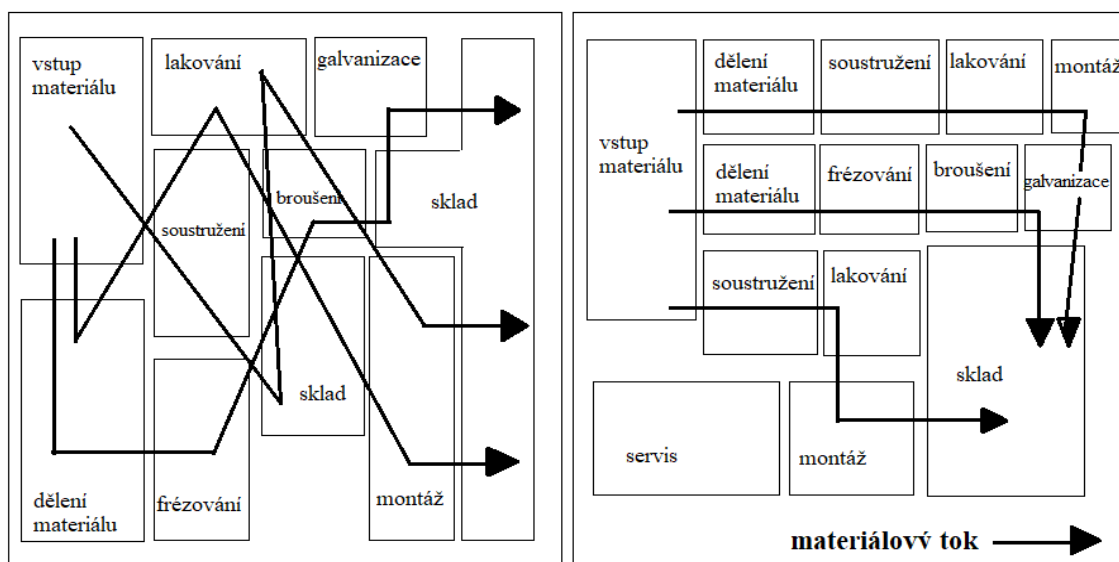 vstup
materiálu
lakování
galvanizace
soustružení
broušení
sklad
sklad
dělení
materiálu
frézování
montáž
vstup
materiálu
dělení
materiálu
soustružení
lakování
montáž
dělení
materiálu
frézování
broušení
galvanizace
soustružení
lakování
sklad
servis
montáž
materiálový tok